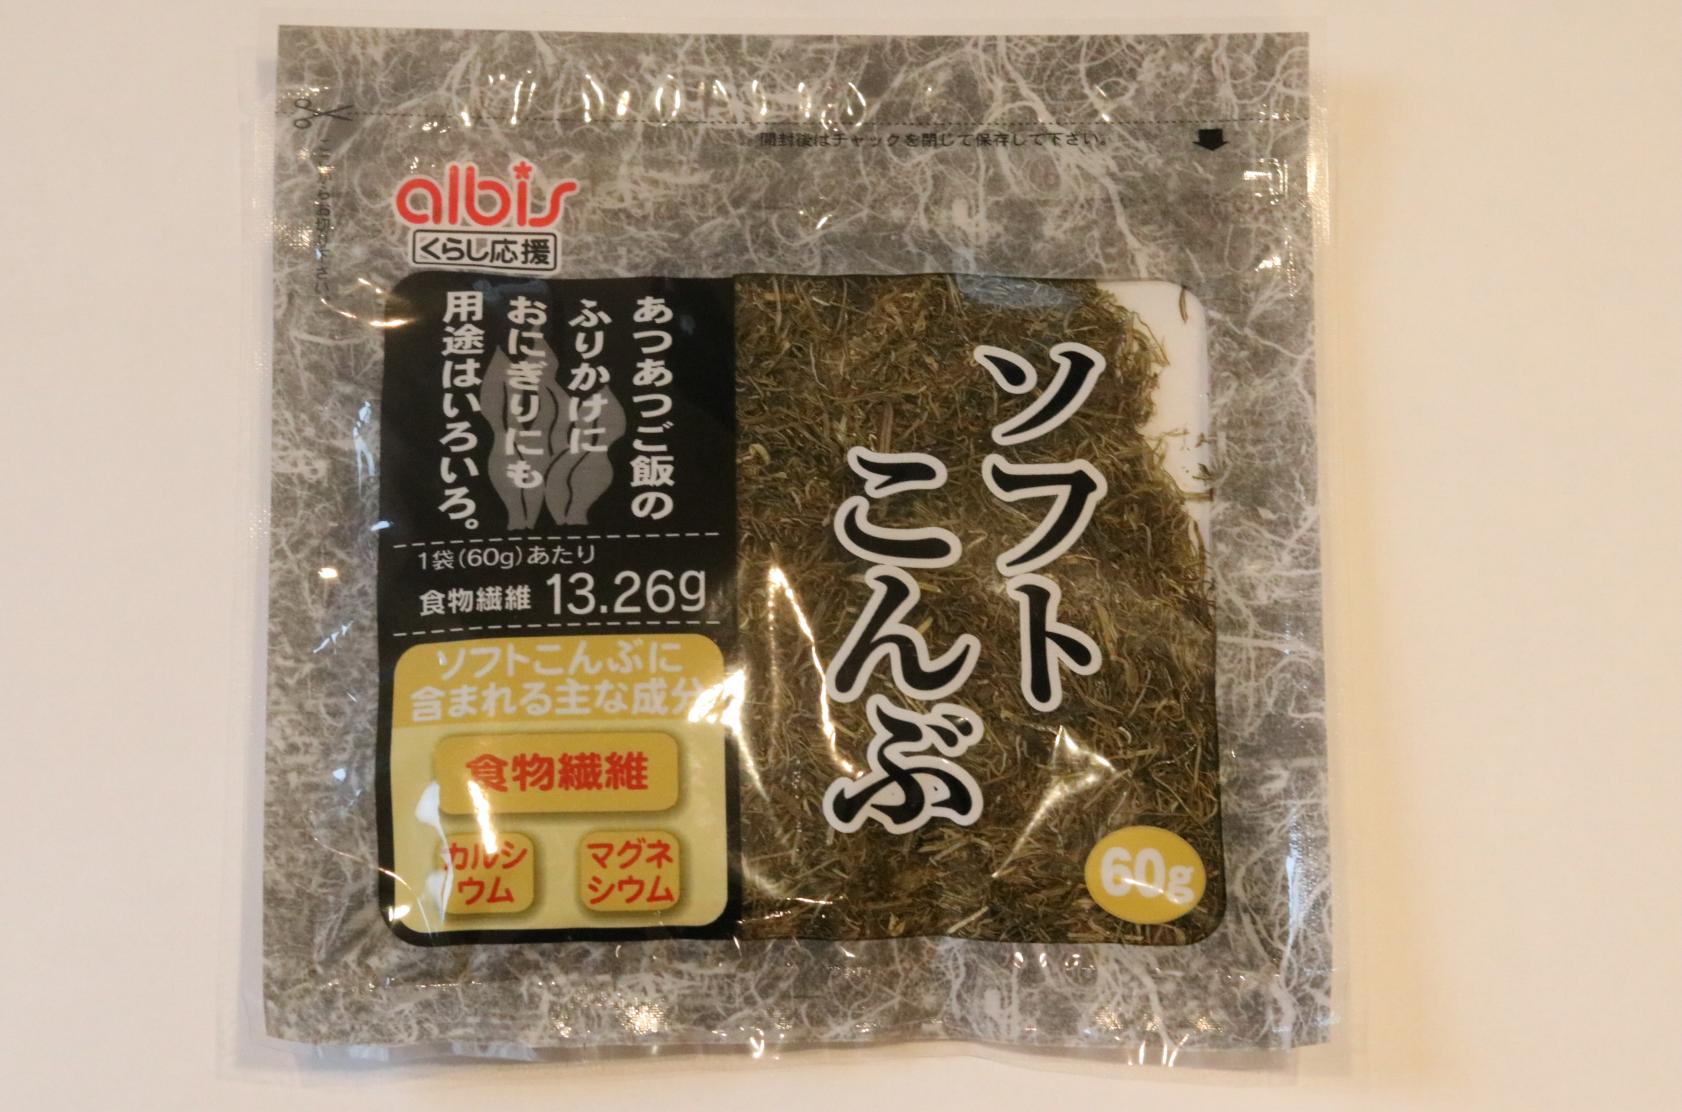 開封後はチャックを閉じて保存して下さい。
albis
くらし応援
あつあつご飯の
ふりかけに
おにぎりにも
用途はいろいろ。
1袋(60g)あたり
食物繊維 13.26g
ソフトこんぶに
含まれる主な成分
食物繊維
カルシ
ウム
マグネ
シウム
ソフト
こんぶ
60g